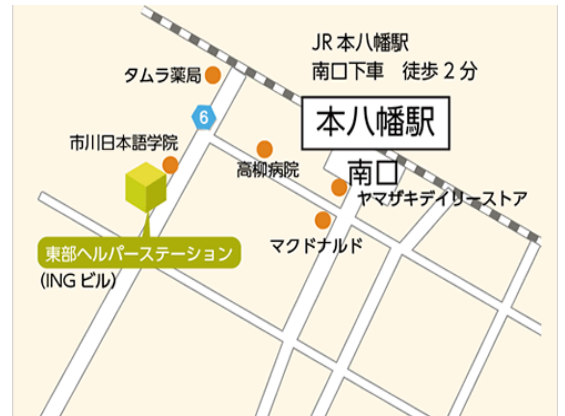 JR 本八幡駅
南口下車 徒歩 2 分
タムラ薬局
本八幡駅
6
市川日本語学院
高柳病院
南口
ヤマザキデイリーストア
マクドナルド
東部ヘルパーステーション
(ING ビル)